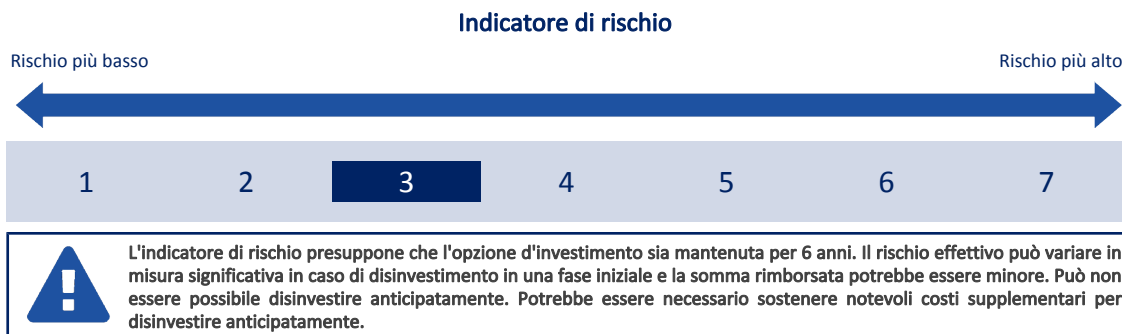 Indicatore di rischio
Rischio più basso Rischio più alto
1 2 3 4 5 6 7
L'indicatore di rischio presuppone che l'opzione d'investimento sia mantenuta per 6 anni. Il rischio effettivo può variare in
misura significativa in caso di disinvestimento in una fase iniziale e la somma rimborsata potrebbe essere minore. Può non
essere possibile disinvestire anticipatamente. Potrebbe essere necessario sostenere notevoli costi supplementari per
disinvestire anticipatamente.